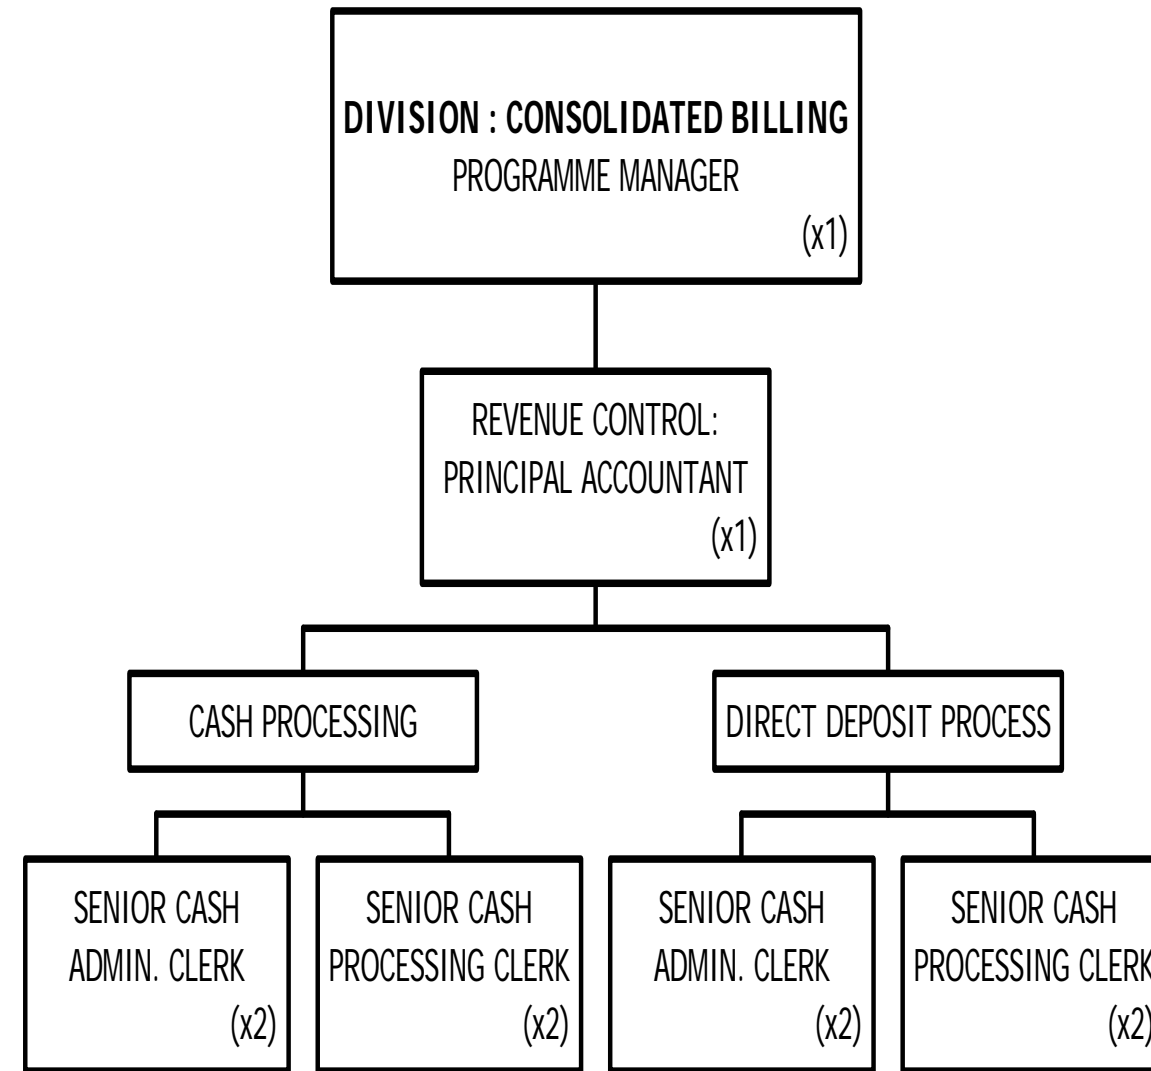 DIVISION : CONSOLIDATED BILLING
PROGRAMME MANAGER
(x1)
REVENUE CONTROL:
PRINCIPAL ACCOUNTANT
(x1)
CASH PROCESSING
DIRECT DEPOSIT PROCESS
SENIOR CASH
ADMIN. CLERK
(x2)
SENIOR CASH
PROCESSING CLERK
(x2)
SENIOR CASH
ADMIN. CLERK
(x2)
SENIOR CASH
PROCESSING CLERK
(x2)